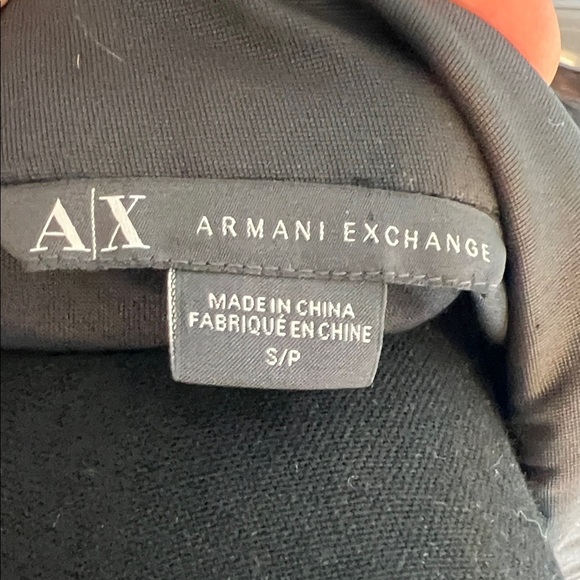 A|X ARMANI EXCHANGE
MADE IN CHINA
FABRIQUÉ EN CHINE
S/P